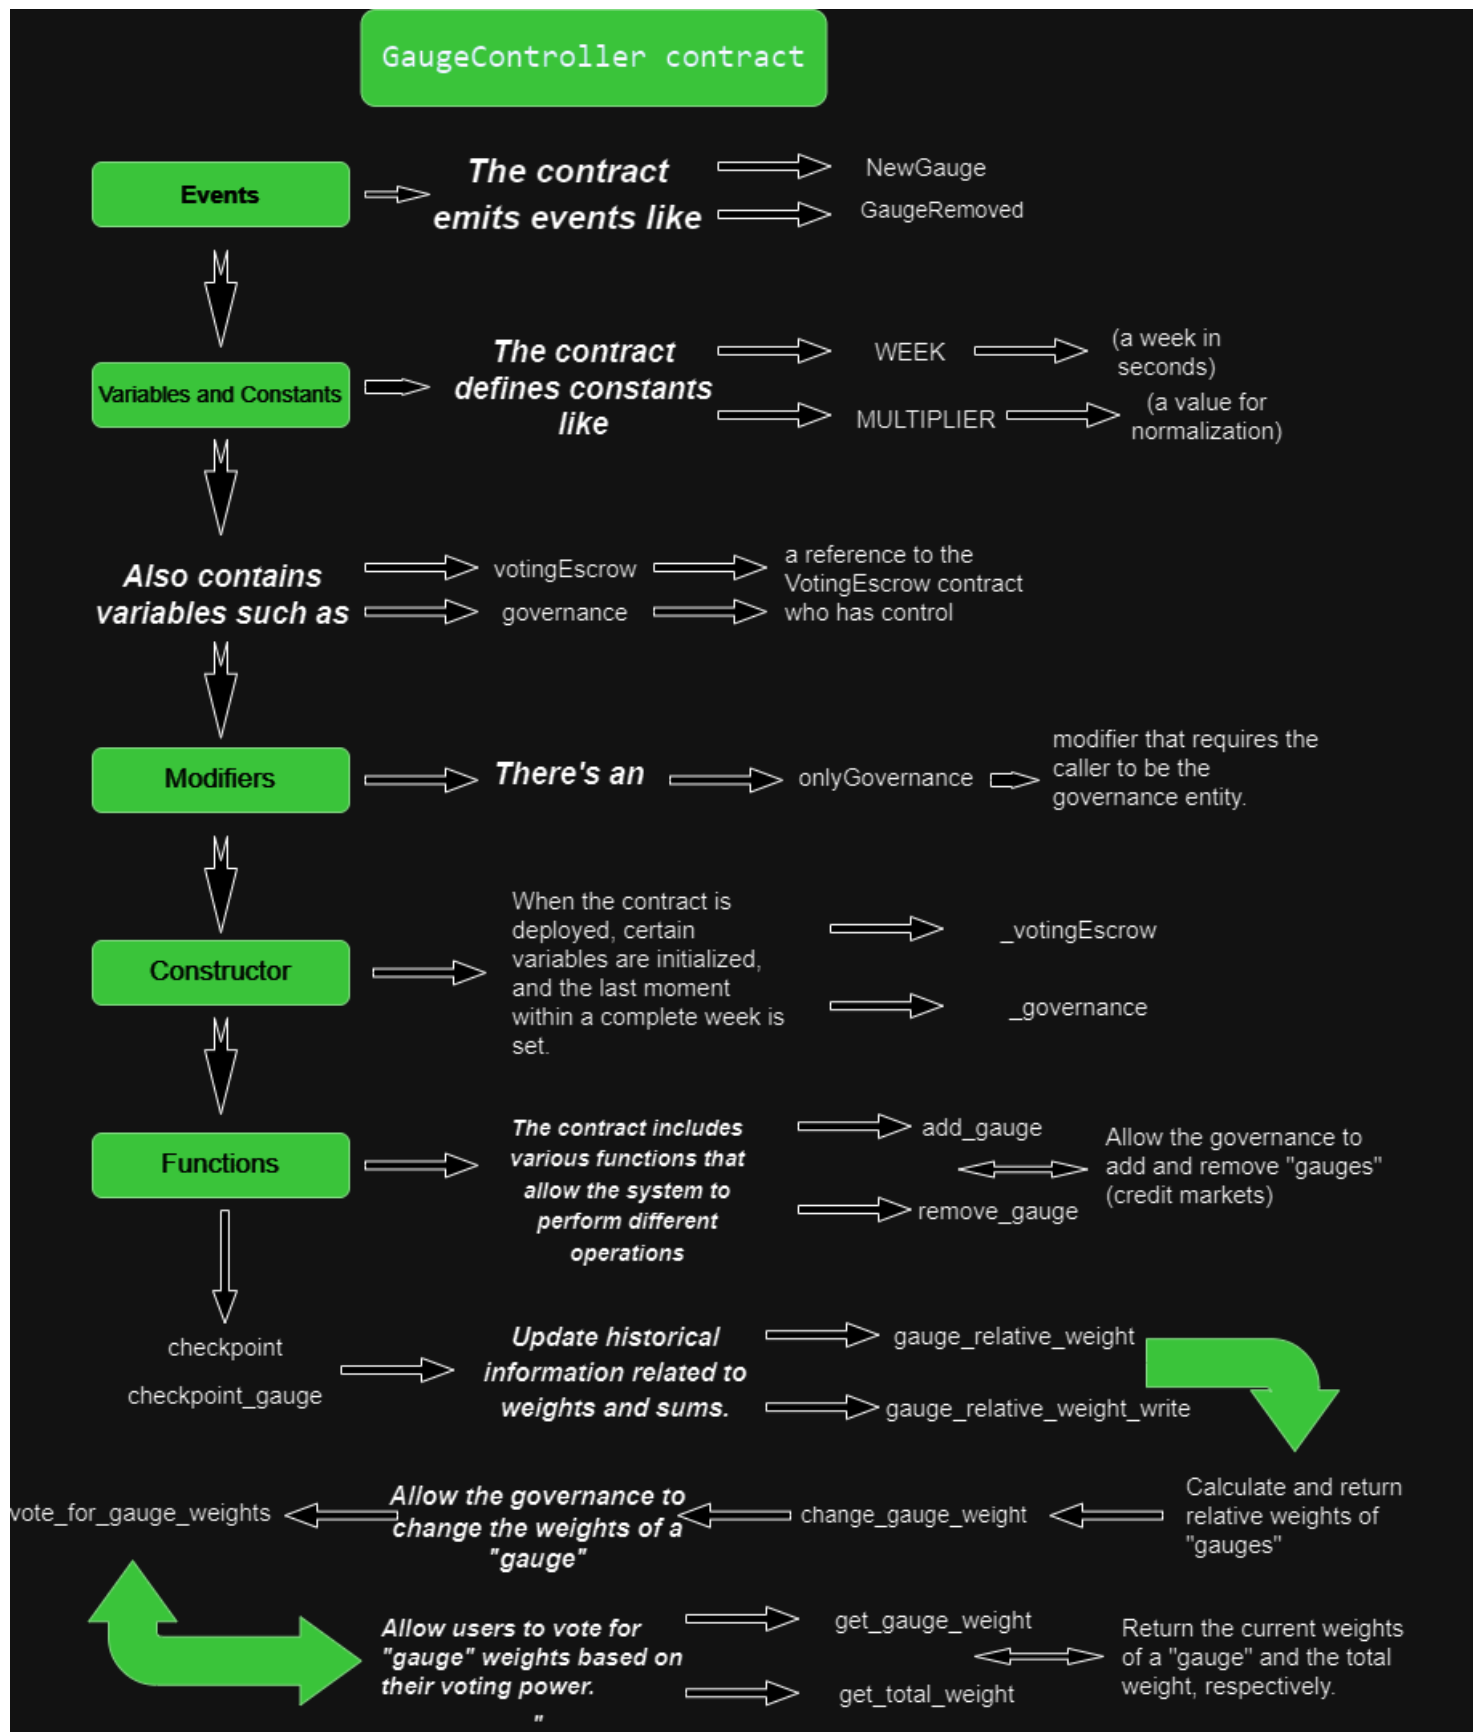 GaugeController contract
Events
The contract
emits events like
NewGauge
GaugeRemoved
Variables and Constants
The contract
defines constants
like
WEEK
(a week in
seconds)
MULTIPLIER
(a value for
normalization)
Also contains
variables such as
votingEscrow
a reference to the
VotingEscrow contract
governance
who has control
Modifiers
There's an
onlyGovernance
modifier that requires the
caller to be the
governance entity.
Constructor
When the contract is
deployed, certain
variables are initialized,
and the last moment
within a complete week is
set.
_votingEscrow
_governance
Functions
The contract includes
various functions that
allow the system to
perform different
operations
add_gauge
remove_gauge
Allow the governance to
add and remove "gauges"
(credit markets)
checkpoint
checkpoint_gauge
Update historical
information related to
weights and sums.
gauge_relative_weight
gauge_relative_weight_write
Calculate and return
relative weights of
"gauges"
change_gauge_weight
Allow the governance to
change the weights of a
"gauge"
vote_for_gauge_weights
Allow users to vote for
"gauge" weights based on
their voting power.
"
get_gauge_weight
get_total_weight
Return the current weights
of a "gauge" and the total
weight, respectively.